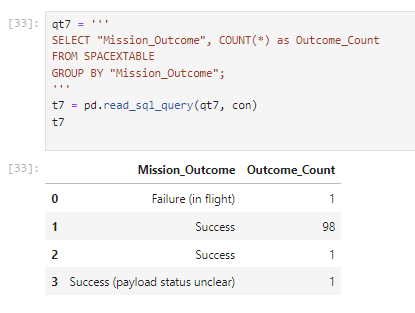 [33]: qt7 = '''
SELECT "Mission_Outcome", COUNT(*) as Outcome_Count
FROM SPACEXTABLE
GROUP BY "Mission_Outcome";
'''
t7 = pd.read_sql_query(qt7, con)
t7
[33]: Mission_Outcome Outcome_Count
0 Failure (in flight) 1
1 Success 98
2 Success 1
3 Success (payload status unclear) 1